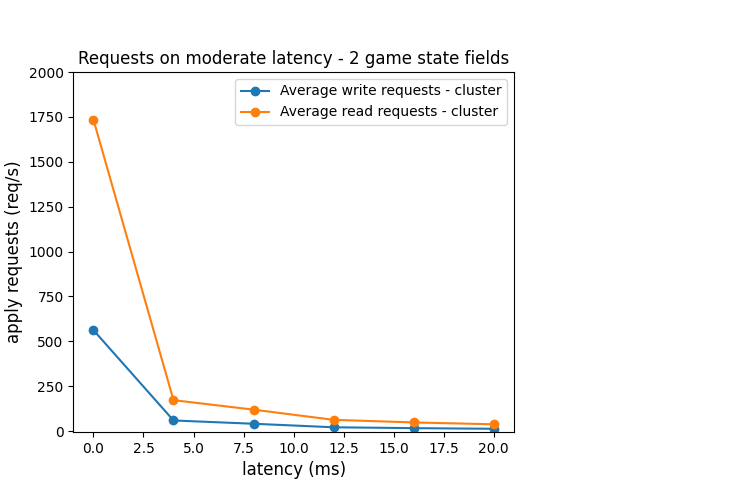 Requests on moderate latency - 2 game state fields
Average write requests - cluster
Average read requests - cluster
apply requests (req/s)
2000
1750
1500
1250
1000
750
500
250
0
0.0 2.5 5.0 7.5 10.0 12.5 15.0 17.5 20.0
latency (ms)